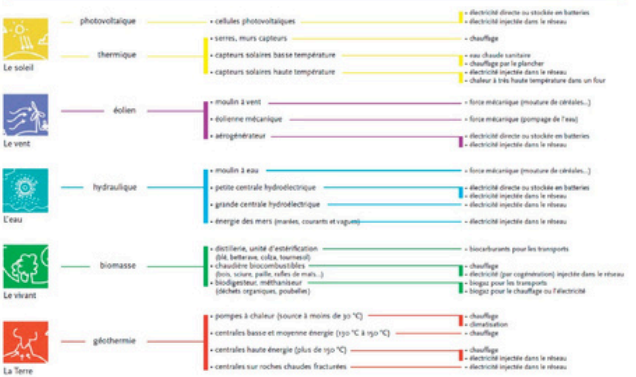 photovoltaïque
• cellules photovoltaïques
• électricité directe ou stockée en batteries
• électricité injectée dans le réseau
• serres, murs capteurs
• chauffage
thermique
• capteurs solaires basse température
• eau chaude sanitaire
• chauffage par le plancher
• capteurs solaires haute température
• électricité injectée dans le réseau
• chaleur à très haute température dans un four
Le soleil
• moulin à vent
• force mécanique (mouture de céréales...)
éolien
• éolienne mécanique
• force mécanique (pompage de l'eau)
• aérogénérateur
• électricité directe ou stockée en batteries
• électricité injectée dans le réseau
Le vent
• moulin à eau
• force mécanique (mouture de céréales...)
hydraulique
• petite centrale hydroélectrique
• électricité directe ou stockée en batteries
• électricité injectée dans le réseau
• grande centrale hydroélectrique
• électricité injectée dans le réseau
• énergie des mers (marées, courants et vagues)
• électricité injectée dans le réseau
L'eau
• distillerie, unité d'estérification
(blé, betterave, colza, tournesol)
• biocarburants pour les transports
biomasse
• chaudière biocombustibles
(bois, sciure, paille, rafles de maïs...)
• chauffage
• électricité (par cogénération) injectée dans le réseau
• biodigesteur, méthaniseur
(déchets organiques, poubelles)
• biogaz pour les transports
• biogaz pour le chauffage ou l'électricité
Le vivant
• pompes à chaleur (source à moins de 30 °C)
• chauffage
• climatisation
géothermie
• centrales basse et moyenne énergie (130 °C à 150 °C)
• chauffage
• centrales haute énergie (plus de 150 °C)
• chauffage
• électricité injectée dans le réseau
• centrales sur roches chaudes fracturées
• électricité injectée dans le réseau
La Terre